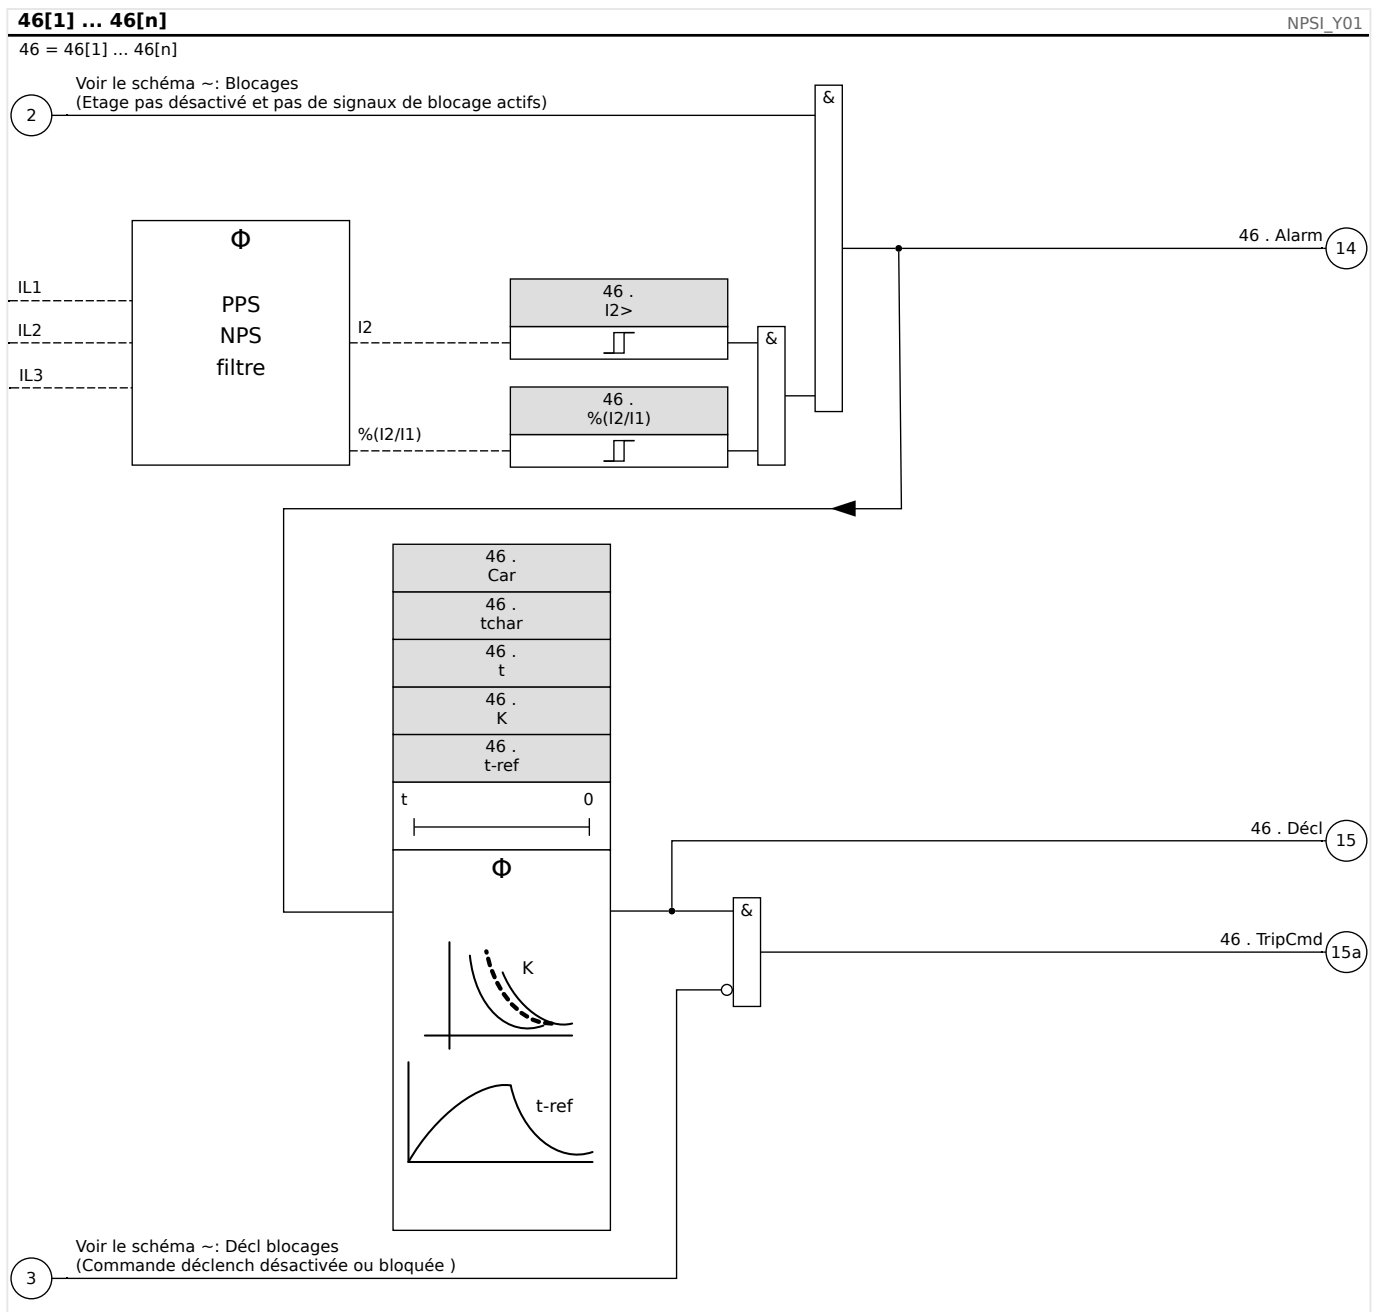 46[1] ... 46[n]
NPSI_Y01
46 = 46[1] ... 46[n]
Voir le schéma ~: Blocages
(Etage pas désactivé et pas de signaux de blocage actifs)
2
&
Φ
PPS
NPS
filtre
IL1
IL2
IL3
I2
%(I2/I1)
46 .
I2>
46 .
%(I2/I1)
&
46 . Alarm
14
46 .
Car
46 .
tchar
46 .
t
46 .
K
46 .
t-ref
t
0
Φ
K
t-ref
46 . Décl
15
&
46 . TripCmd
15a
Voir le schéma ~: Décl blocages
(Commande déclench désactivée ou bloquée )
3